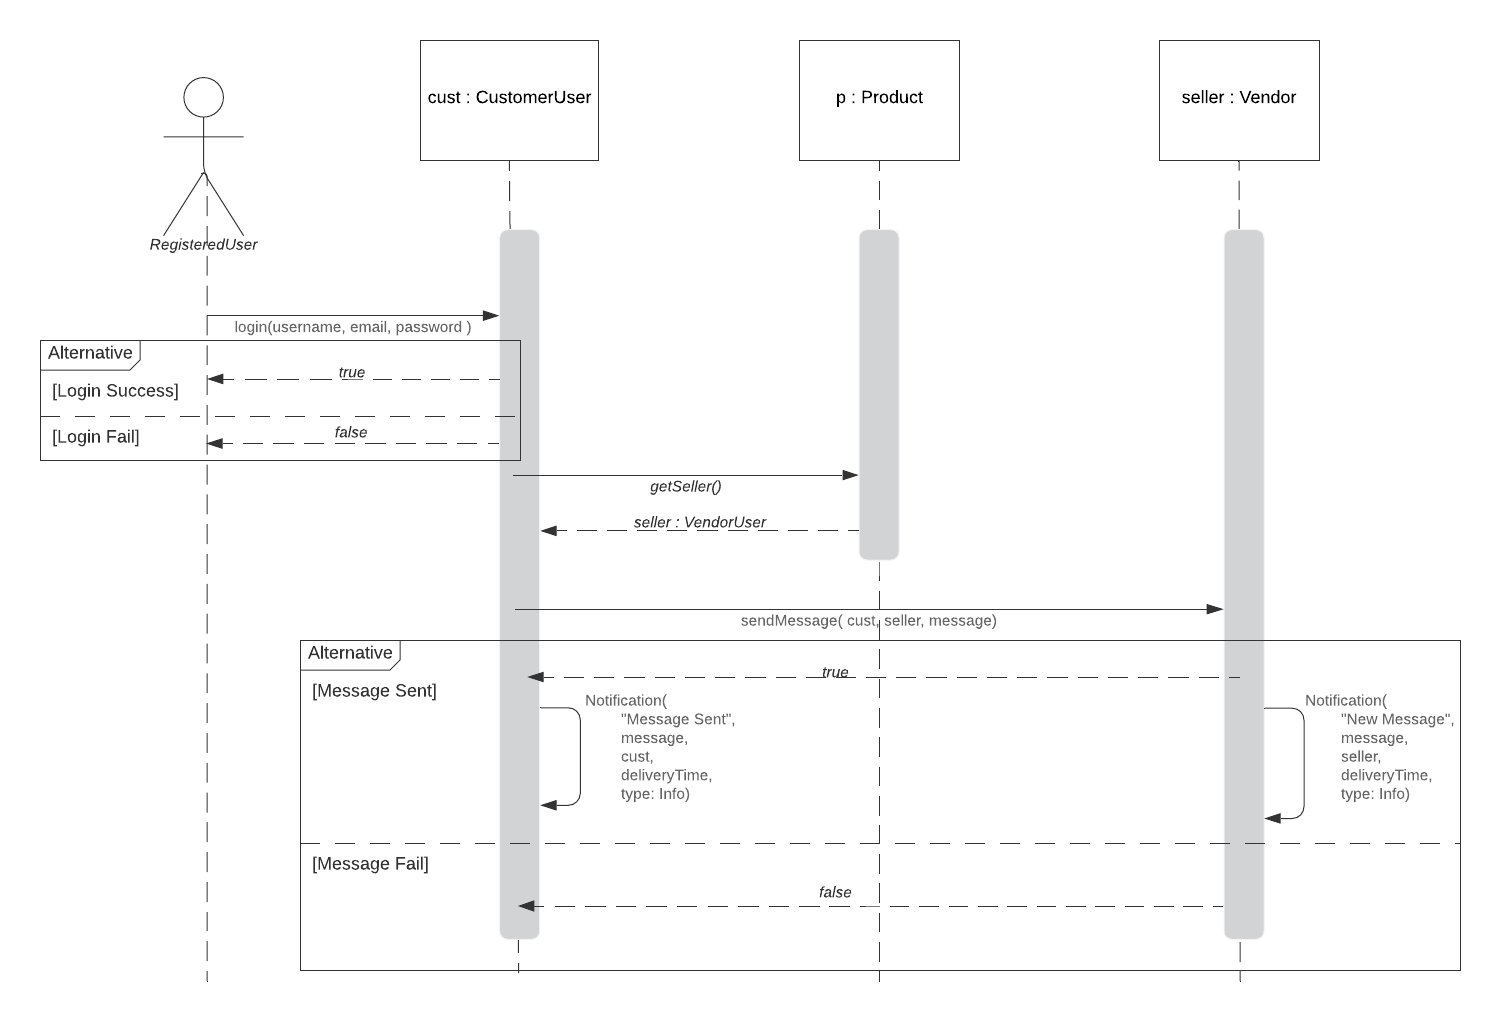 cust : CustomerUser
p : Product
seller : Vendor
RegisteredUser
login(username, email, password )
Alternative
true
[Login Success]
false
[Login Fail]
getSeller()
seller : VendorUser
sendMessage( cust, seller, message)
Alternative
true
[Message Sent]
Notification(
"Message Sent",
message,
cust,
deliveryTime,
type: Info)
Notification(
"New Message",
message,
seller,
deliveryTime,
type: Info)
[Message Fail]
false